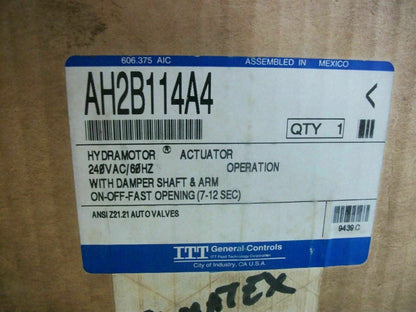 606.375 AIC ASSEMBLED IN MEXICO
AH2B114A4
QTY 1
HYDRAMOTOR ® ACTUATOR
240VAC/60HZ OPERATION
WITH DAMPER SHAFT & ARM
ON-OFF-FAST OPENING (7-12 SEC)
ANSI Z21.21 AUTO VALVES
9439 C
ITT General Controls
ITT Fluid Technology Corporation
City of Industry, CA U.S.A.